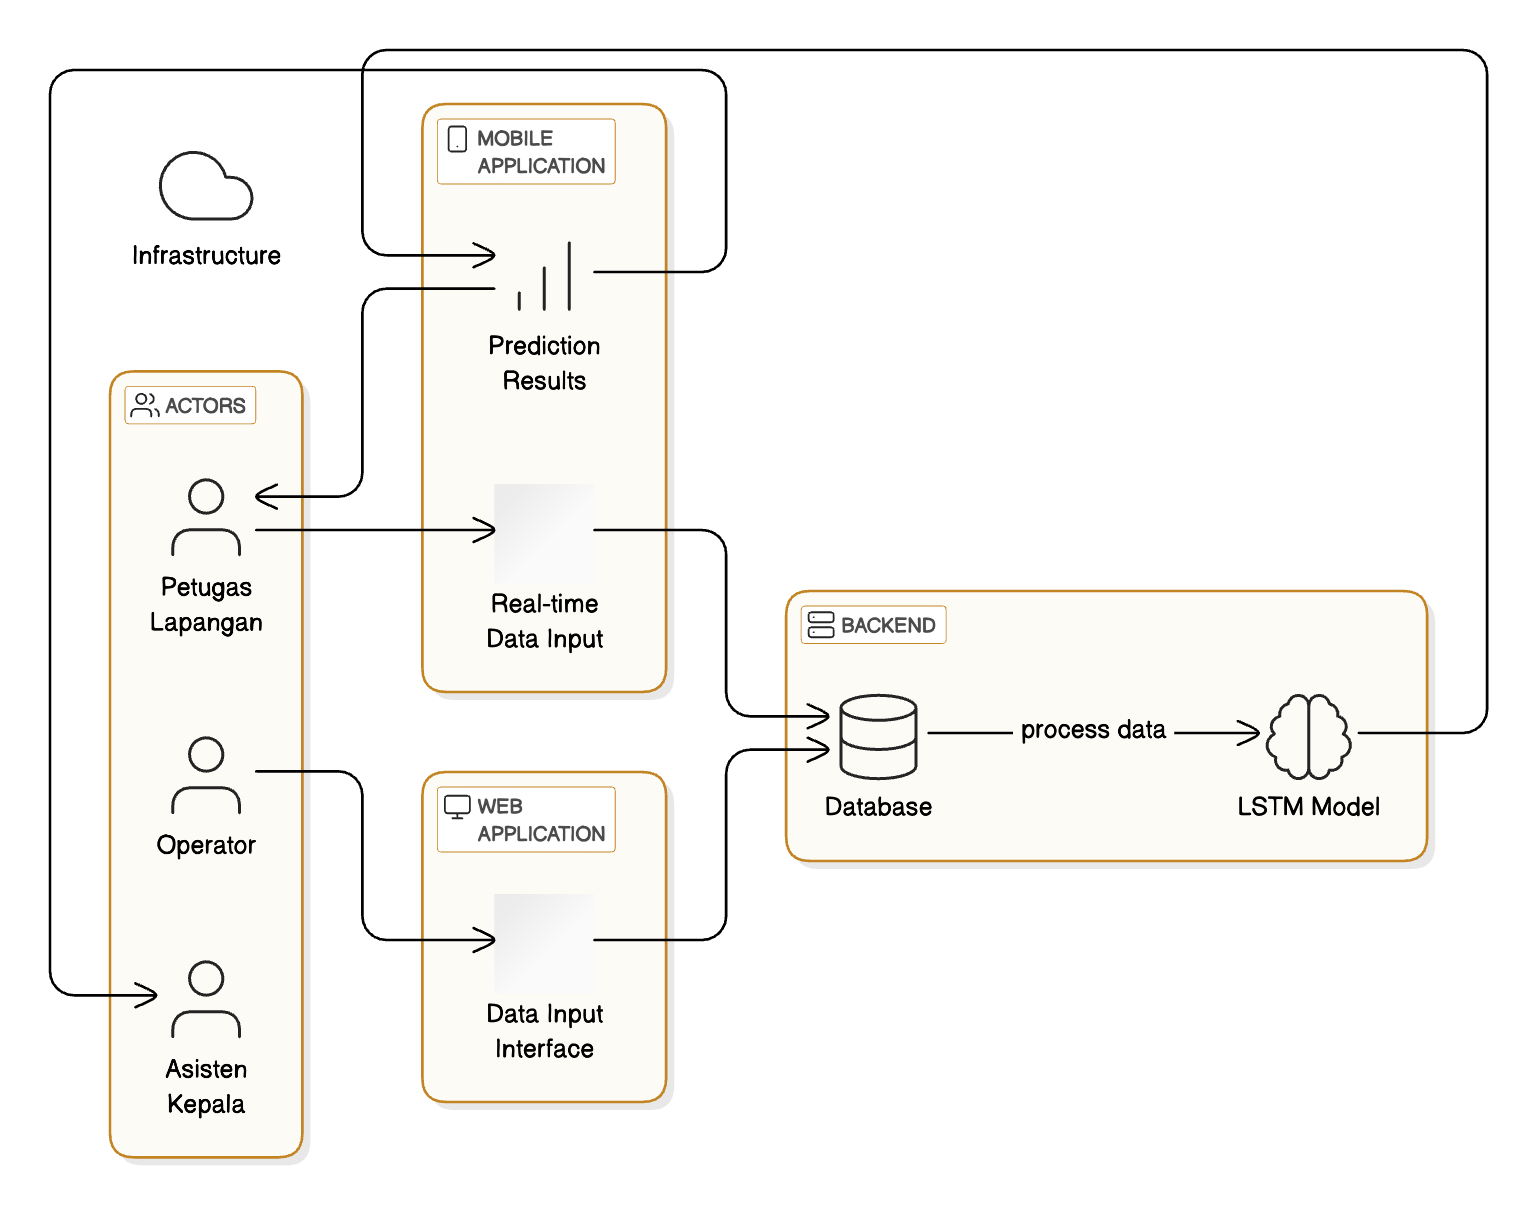 MOBILE
APPLICATION
Infrastructure
Prediction
Results
ACTORS
Petugas
Lapangan
Real-time
Data Input
BACKEND
process data
Database
LSTM Model
Operator
WEB
APPLICATION
Data Input
Interface
Asisten
Kepala